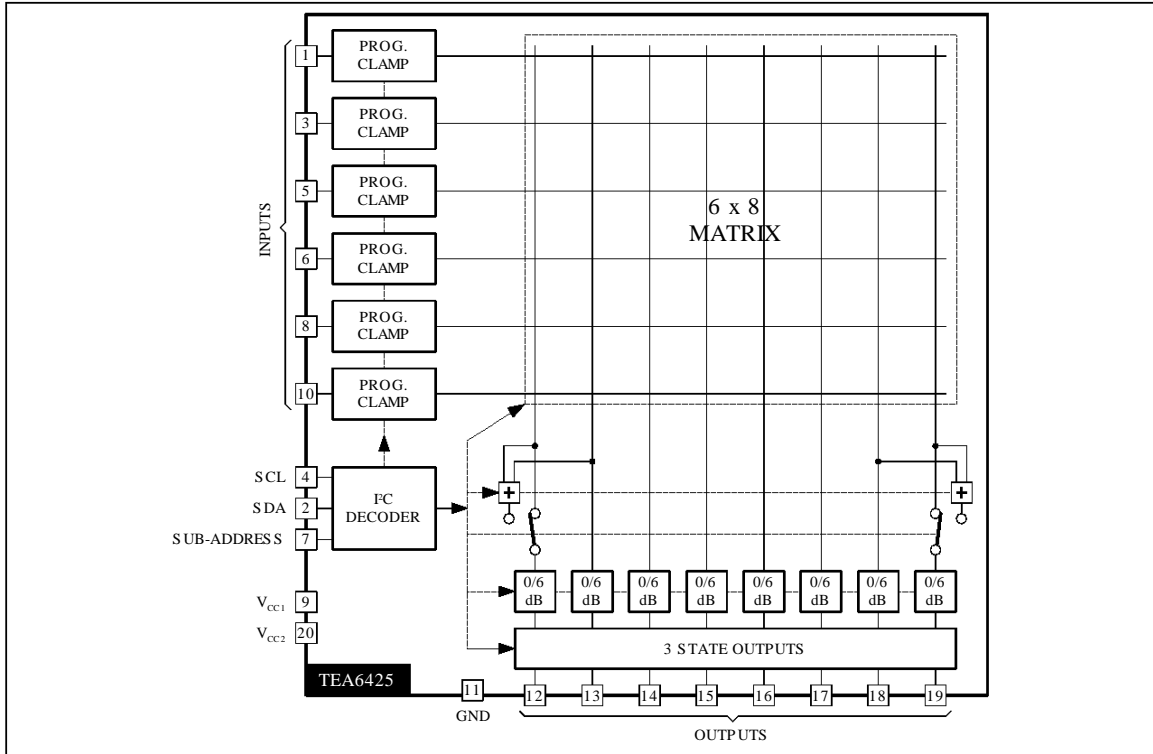 1
PROG.
CLAMP
3
PROG.
CLAMP
5
PROG.
CLAMP
6
PROG.
CLAMP
8
PROG.
CLAMP
10
PROG.
CLAMP
INPUTS
6 x 8
MATRIX
SCL
4
SDA
2
SUB-ADDRESS
7
I²C
DECODER
+
+
VCC1
9
VCC2
20
0/6
dB
0/6
dB
0/6
dB
0/6
dB
0/6
dB
0/6
dB
0/6
dB
0/6
dB
3 STATE OUTPUTS
TEA6425
11
GND
12
13
14
15
16
17
18
19
OUTPUTS